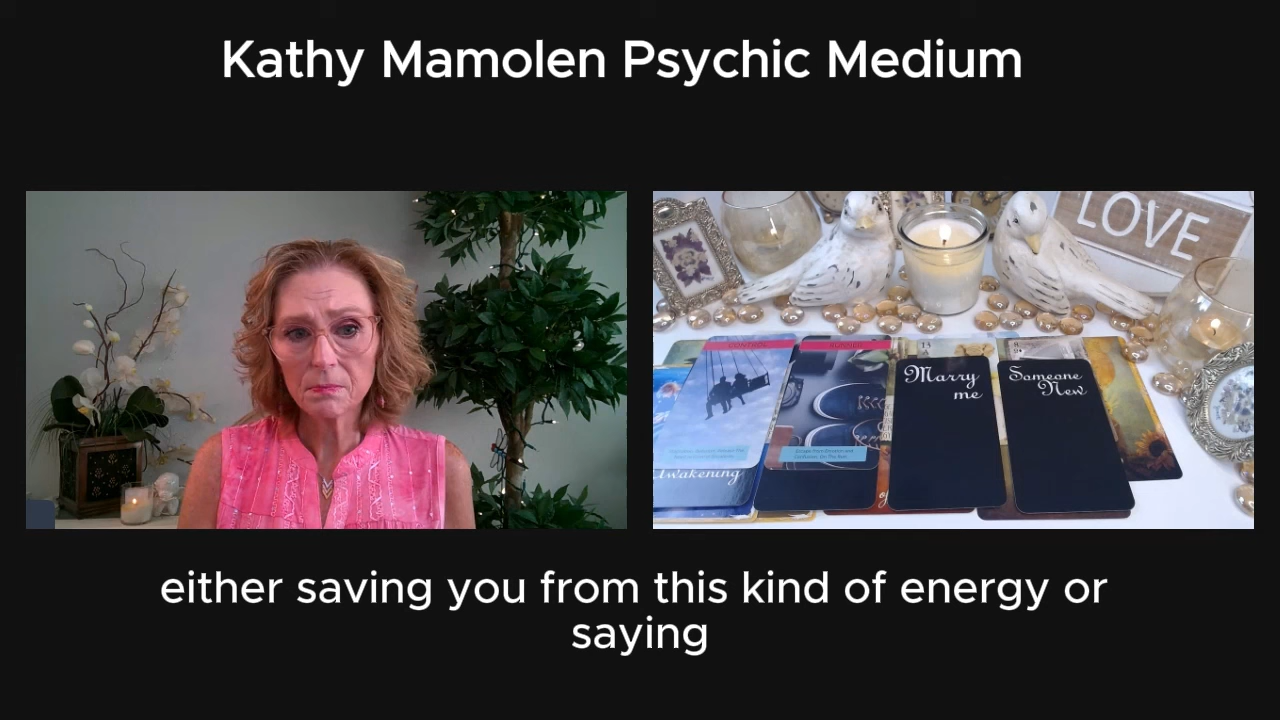 Kathy Mamolen Psychic Medium
LOVE
Marry
me
Someone
New
Awakening
either saving you from this kind of energy or
saying